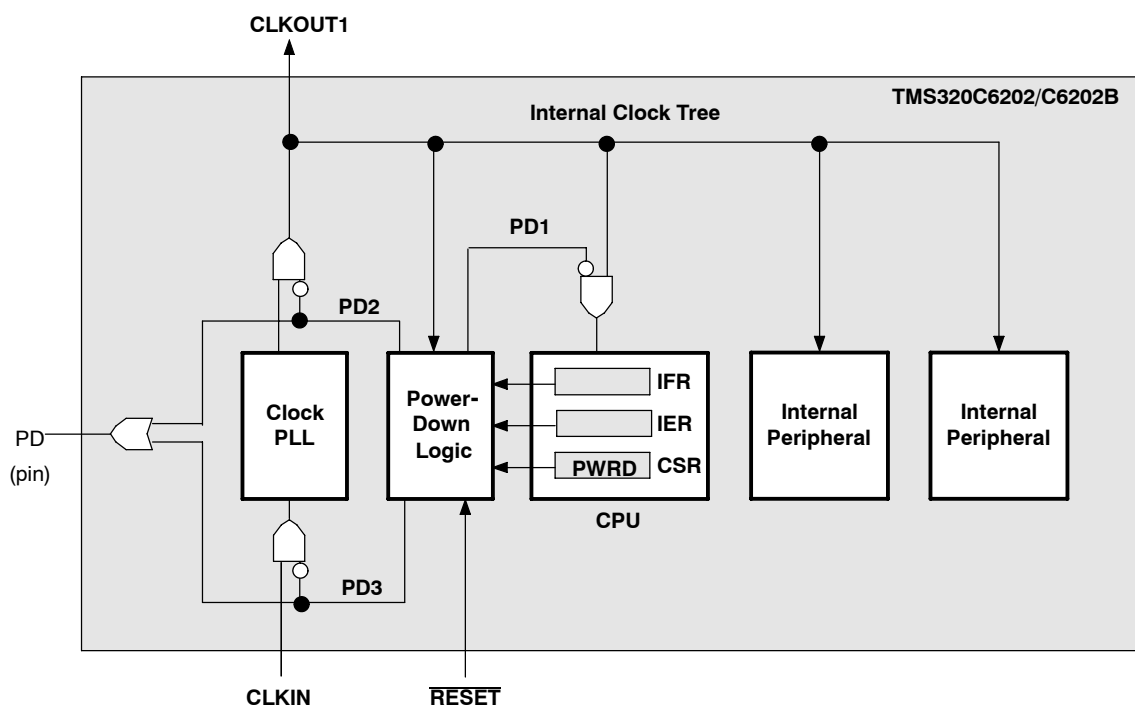 CLKOUT1
TMS320C6202/C6202B
Internal Clock Tree
PD1
PD2
Clock
PLL
Power-
Down
Logic
IFR
IER
PWRD
CSR
CPU
Internal
Peripheral
Internal
Peripheral
PD
(pin)
PD3
CLKIN
RESET